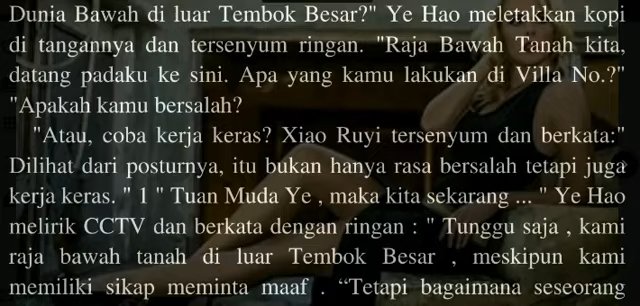 Dunia Bawah di luar Tembok Besar?" Ye Hao meletakkan kopi
di tangannya dan tersenyum ringan. "Raja Bawah Tanah kita,
datang padaku ke sini. Apa yang kamu lakukan di Villa No.?"
"Apakah kamu bersalah?
"Atau, coba kerja keras? Xiao Ruyi tersenyum dan berkata:"
Dilihat dari posturnya, itu bukan hanya rasa bersalah tetapi juga
kerja keras. " 1 " Tuan Muda Ye , maka kita sekarang ... " Ye Hao
melirik CCTV dan berkata dengan ringan : " Tunggu saja , kami
raja bawah tanah di luar Tembok Besar , meskipun kami
memiliki sikap meminta maaf . “Tetapi bagaimana seseorang